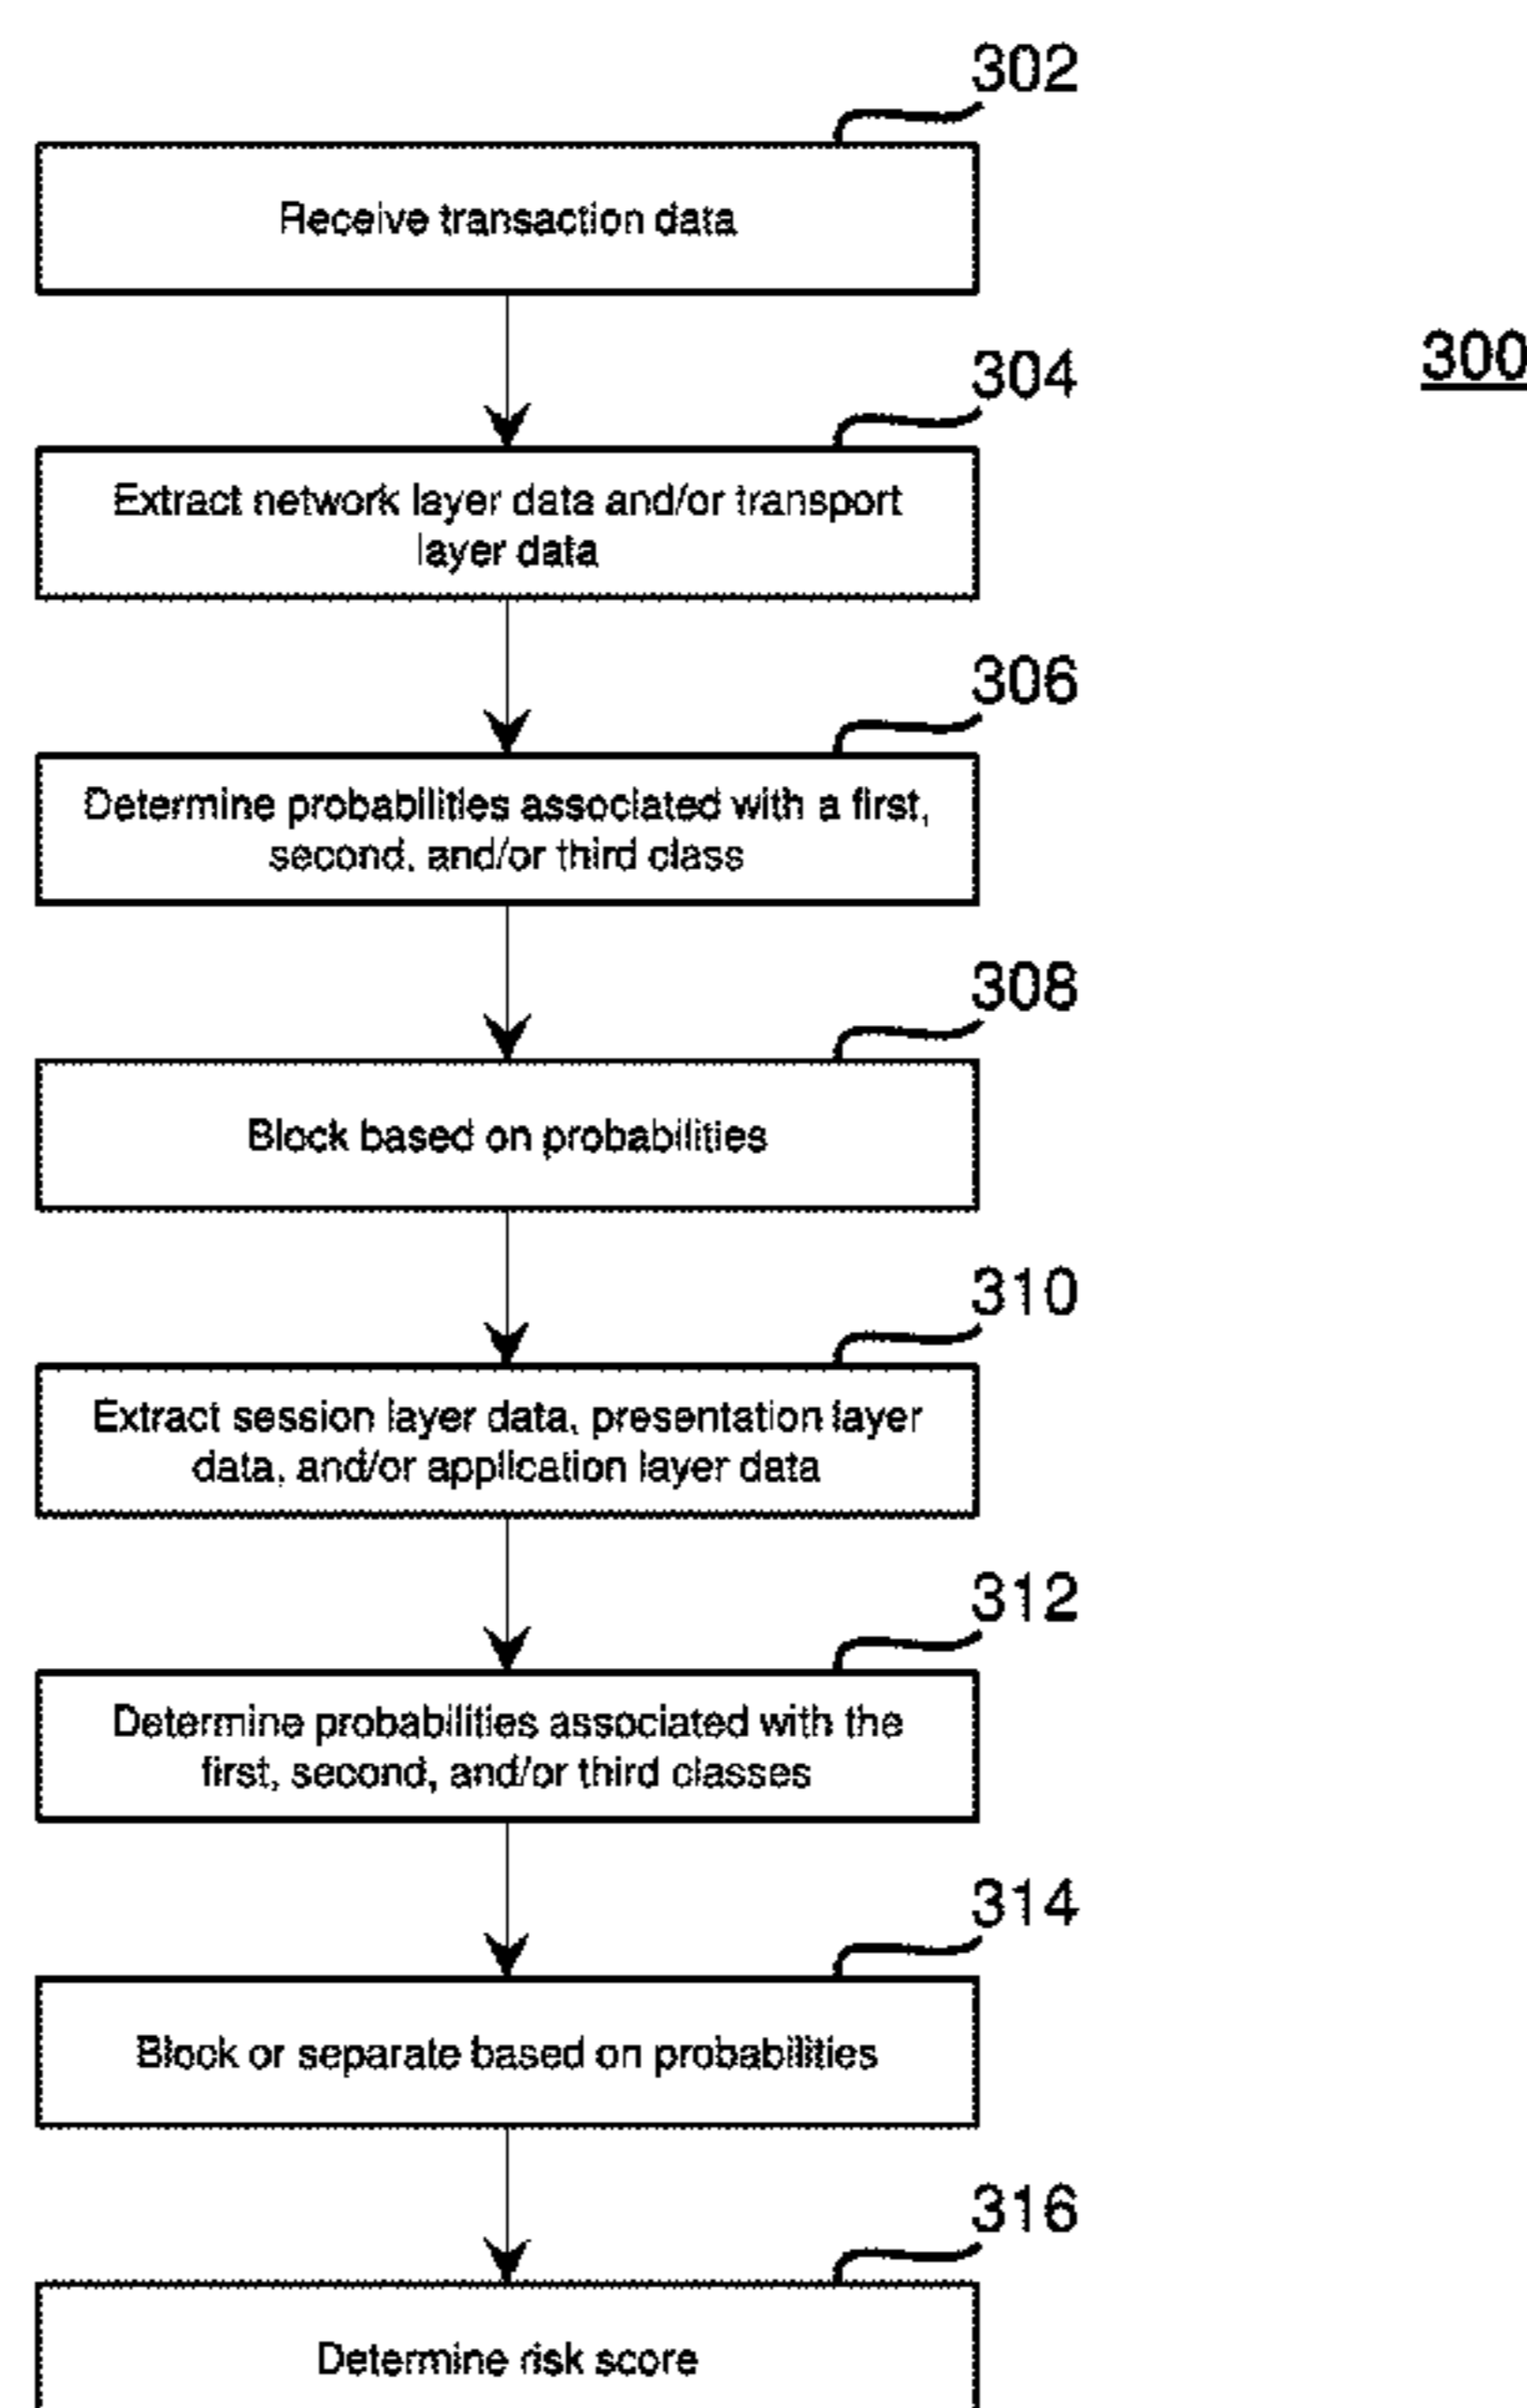 302
Receive transaction data
300
304
Extract network layer data and/or transport
layer data
306
Determine probabilities associated with a first,
second, and/or third class
308
Block based on probabilities
310
Extract session layer data, presentation layer
data, and/or application layer data
312
Determine probabilities associated with the
first, second, and/or third classes
314
Block or separate based on probabilities
316
Determine risk score